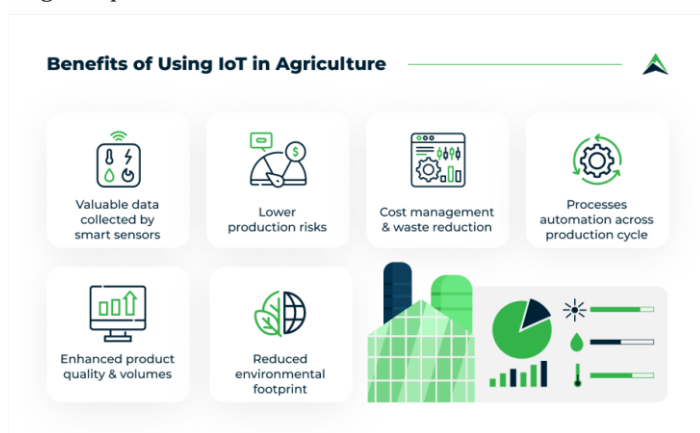 Benefits of Using IoT in Agriculture
Valuable data
collected by
smart sensors
Lower
production risks
$
Cost management
& waste reduction
Processes
automation across
production cycle
Enhanced product
quality & volumes
Reduced
environmental
footprint